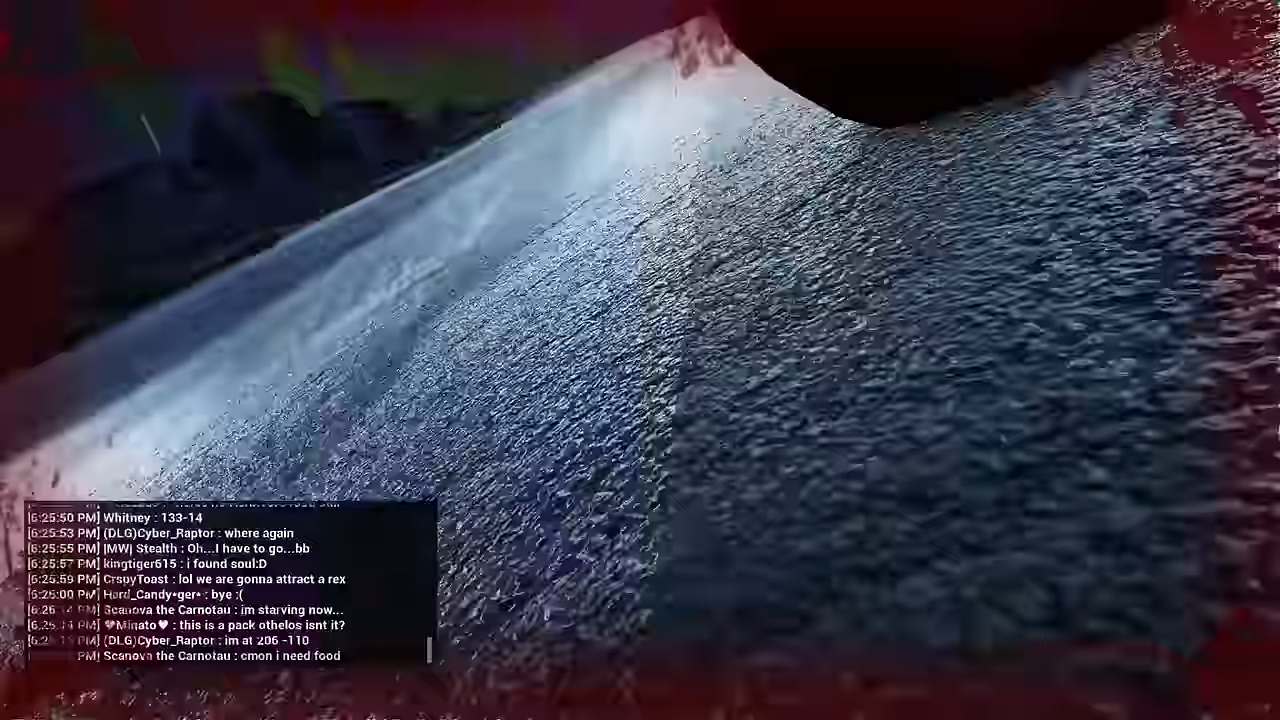 [6:25:50 PM] Whitney : 133-14
[6:25:53 PM] (DLG)Cyber_Raptor : where again
[6:25:55 PM] |MW| Stealth : Oh...I have to go...bb
[6:25:57 PM] kingtiger615 : i found soul:D
[6:25:59 PM] CrspyToast : lol we are gonna attract a rex
[6:25:00 PM] Hard_Candy•ger• : bye :(
PM] Scanova the Carnotau : im starving now...
PM] ♥Minato♥ : this is a pack othelos isnt it?
PM] (DLG)Cyber_Raptor : im at 206 -110
PM] Scanova the Carnotau : cmon i need food